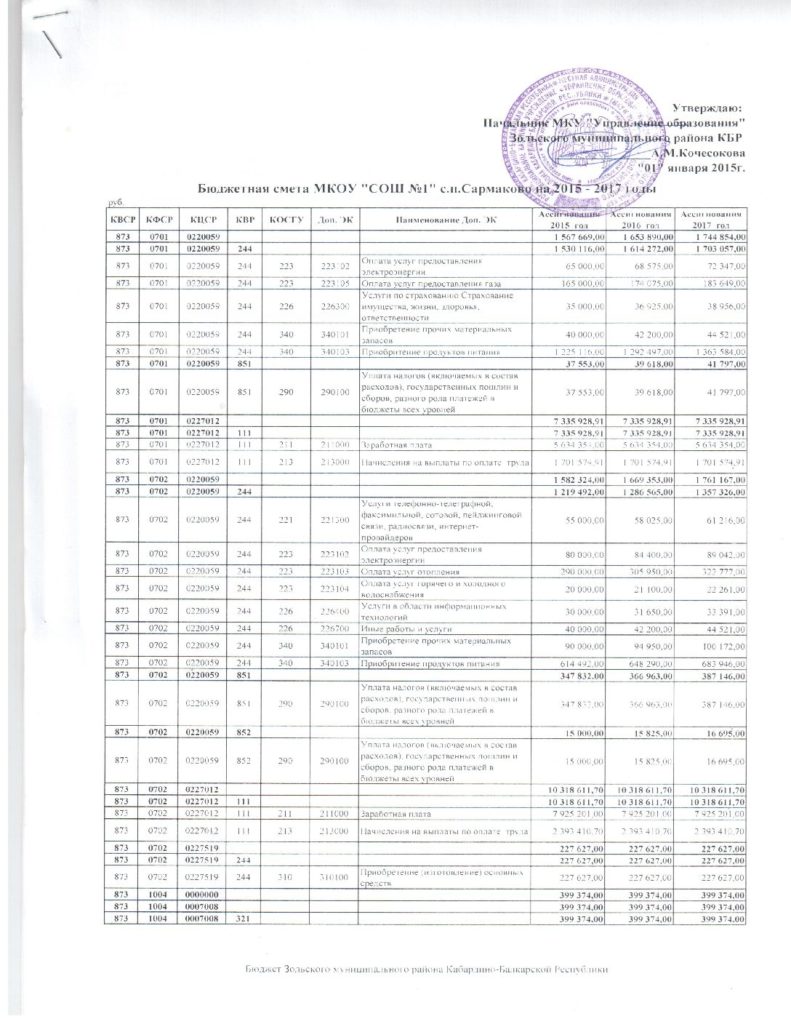 Утверждаю:
Начальник МКУ "Управление образования"
Зольского муниципального района КБР
А.М.Кочесокова
"01" января 2015г.
Бюджетная смета МКОУ "СОШ №1" с.п.Сармаково на 2015 - 2017 годы
руб.
КВСР КФСР КЦСР КВР КОСГУ Доп. ЭК Наименование Доп. ЭК Ассигнования 2015 год Ассигнования 2016 год Ассигнования 2017 год
873 0701 0220059 1 567 669,00 1 653 890,00 1 744 854,00
873 0701 0220059 244 1 530 116,00 1 614 272,00 1 703 057,00
873 0701 0220059 244 223 223102 Оплата услуг предоставления электроэнергии 65 000,00 68 575,00 72 347,00
873 0701 0220059 244 223 223105 Оплата услуг предоставления газа 165 000,00 174 075,00 183 649,00
873 0701 0220059 244 226 226300 Услуги по страхованию Страхование имущества, жизни, здоровья, ответственности 35 000,00 36 925,00 38 956,00
873 0701 0220059 244 340 340101 Приобретение прочих материальных запасов 40 000,00 42 200,00 44 521,00
873 0701 0220059 244 340 340103 Приобритение продуктов питания 1 225 116,00 1 292 497,00 1 363 584,00
873 0701 0220059 851 37 553,00 39 618,00 41 797,00
873 0701 0220059 851 290 290100 Уплата налогов (включаемых в состав расходов), государственных пошлин и сборов, разного рода платежей в бюджеты всех уровней 37 553,00 39 618,00 41 797,00
873 0701 0227012 7 335 928,91 7 335 928,91 7 335 928,91
873 0701 0227012 111 7 335 928,91 7 335 928,91 7 335 928,91
873 0701 0227012 111 211 211000 Заработная плата 5 634 354,00 5 634 354,00 5 634 354,00
873 0701 0227012 111 213 213000 Начисления на выплаты по оплате труда 1 701 574,91 1 701 574,91 1 701 574,91
873 0702 0220059 1 582 324,00 1 669 353,00 1 761 167,00
873 0702 0220059 244 1 219 492,00 1 286 565,00 1 357 326,00
873 0702 0220059 244 221 221300 Услуги телефонно-телеграфной, факсимильной, сотовой, пейджинговой связи, радиосвязи, интернет-провайдеров 55 000,00 58 025,00 61 216,00
873 0702 0220059 244 223 223102 Оплата услуг предоставления электроэнергии 80 000,00 84 400,00 89 042,00
873 0702 0220059 244 223 223103 Оплата услуг отопления 290 000,00 305 950,00 322 777,00
873 0702 0220059 244 223 223104 Оплата услуг горячего и холодного водоснабжения 20 000,00 21 100,00 22 261,00
873 0702 0220059 244 226 226400 Услуги в области информационных технологий 30 000,00 31 650,00 33 391,00
873 0702 0220059 244 226 226700 Иные работы и услуги 40 000,00 42 200,00 44 521,00
873 0702 0220059 244 340 340101 Приобретение прочих материальных запасов 90 000,00 94 950,00 100 172,00
873 0702 0220059 244 340 340103 Приобритение продуктов питания 614 492,00 648 290,00 683 946,00
873 0702 0220059 851 347 832,00 366 963,00 387 146,00
873 0702 0220059 851 290 290100 Уплата налогов (включаемых в состав расходов), государственных пошлин и сборов, разного рода платежей в бюджеты всех уровней 347 832,00 366 963,00 387 146,00
873 0702 0220059 852 15 000,00 15 825,00 16 695,00
873 0702 0220059 852 290 290100 Уплата налогов (включаемых в состав расходов), государственных пошлин и сборов, разного рода платежей в бюджеты всех уровней 15 000,00 15 825,00 16 695,00
873 0702 0227012 10 318 611,70 10 318 611,70 10 318 611,70
873 0702 0227012 111 10 318 611,70 10 318 611,70 10 318 611,70
873 0702 0227012 111 211 211000 Заработная плата 7 925 201,00 7 925 201,00 7 925 201,00
873 0702 0227012 111 213 213000 Начисления на выплаты по оплате труда 2 393 410,70 2 393 410,70 2 393 410,70
873 0702 0227519 227 627,00 227 627,00 227 627,00
873 0702 0227519 244 227 627,00 227 627,00 227 627,00
873 0702 0227519 244 310 310100 Приобретение (изготовление) основных средств 227 627,00 227 627,00 227 627,00
873 1004 0000000 399 374,00 399 374,00 399 374,00
873 1004 0007008 399 374,00 399 374,00 399 374,00
873 1004 0007008 321 399 374,00 399 374,00 399 374,00
Бюджет Зольского муниципального района Кабардино-Балкарской Республики